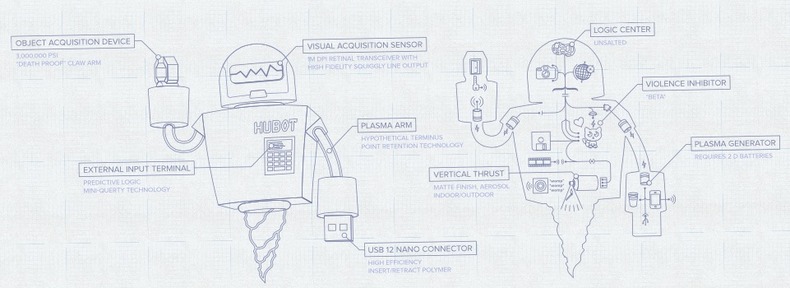 OBJECT ACQUISITION DEVICE
3,000,000 PSI
"DEATH PROOF" CLAW ARM
VISUAL ACQUISITION SENSOR
1M DPI RETINAL TRANSCEIVER WITH
HIGH FIDELITY SQUIGGLY LINE OUTPUT
HUBOT
PLASMA ARM
HYPOTHETICAL TERMINUS
POINT RETENTION TECHNOLOGY
EXTERNAL INPUT TERMINAL
PREDICTIVE LOGIC
MINI-QUERTY TECHNOLOGY
USB 12 NANO CONNECTOR
HIGH EFFICIENCY
INSERT/RETRACT POLYMER
LOGIC CENTER
UNSALTED
VIOLENCE INHIBITOR
"BETA"
PLASMA GENERATOR
REQUIRES 2 D BATTERIES
VERTICAL THRUST
MATTE FINISH, AEROSOL
INDOOR/OUTDOOR